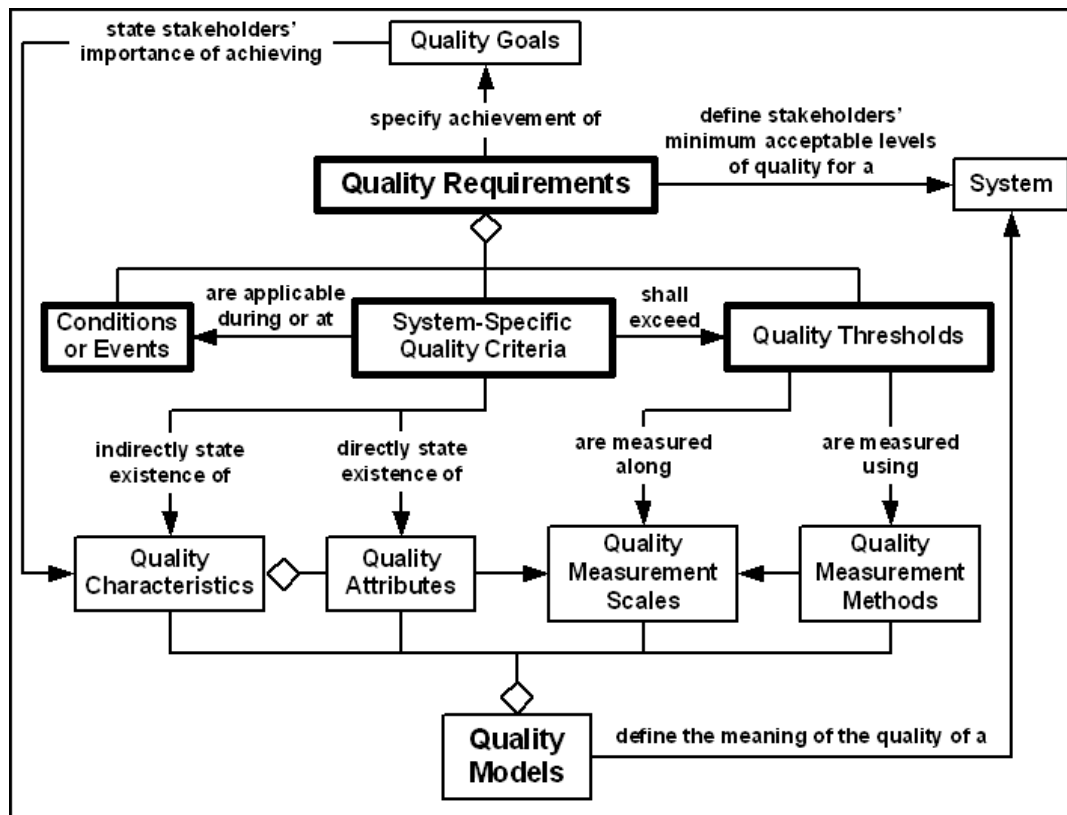 state stakeholders'
importance of achieving
Quality Goals
specify achievement of
define stakeholders'
minimum acceptable levels
of quality for a
Quality Requirements
System
are applicable
during or at
shall
exceed
Conditions
or Events
System-Specific
Quality Criteria
Quality Thresholds
indirectly state
existence of
directly state
existence of
are measured
along
are measured
using
Quality
Characteristics
Quality
Attributes
Quality
Measurement
Scales
Quality
Measurement
Methods
Quality
Models
define the meaning of the quality of a